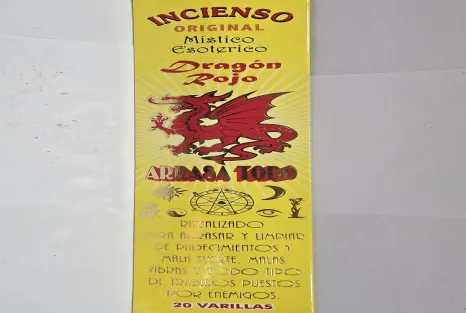 INCIENSO
ORIGINAL
Mistico
Esoterico
Dragón
Rojo
ARRASA TODO
RITUALIZADO
PARA ARRASAR Y LIMPIAR
DE PADECIMIENTOS Y
MALA SUERTE, MALAS
VIBRAS Y TODO TIPO
DE TRABAJOS PUESTOS
POR ENEMIGOS.
20 VARILLAS